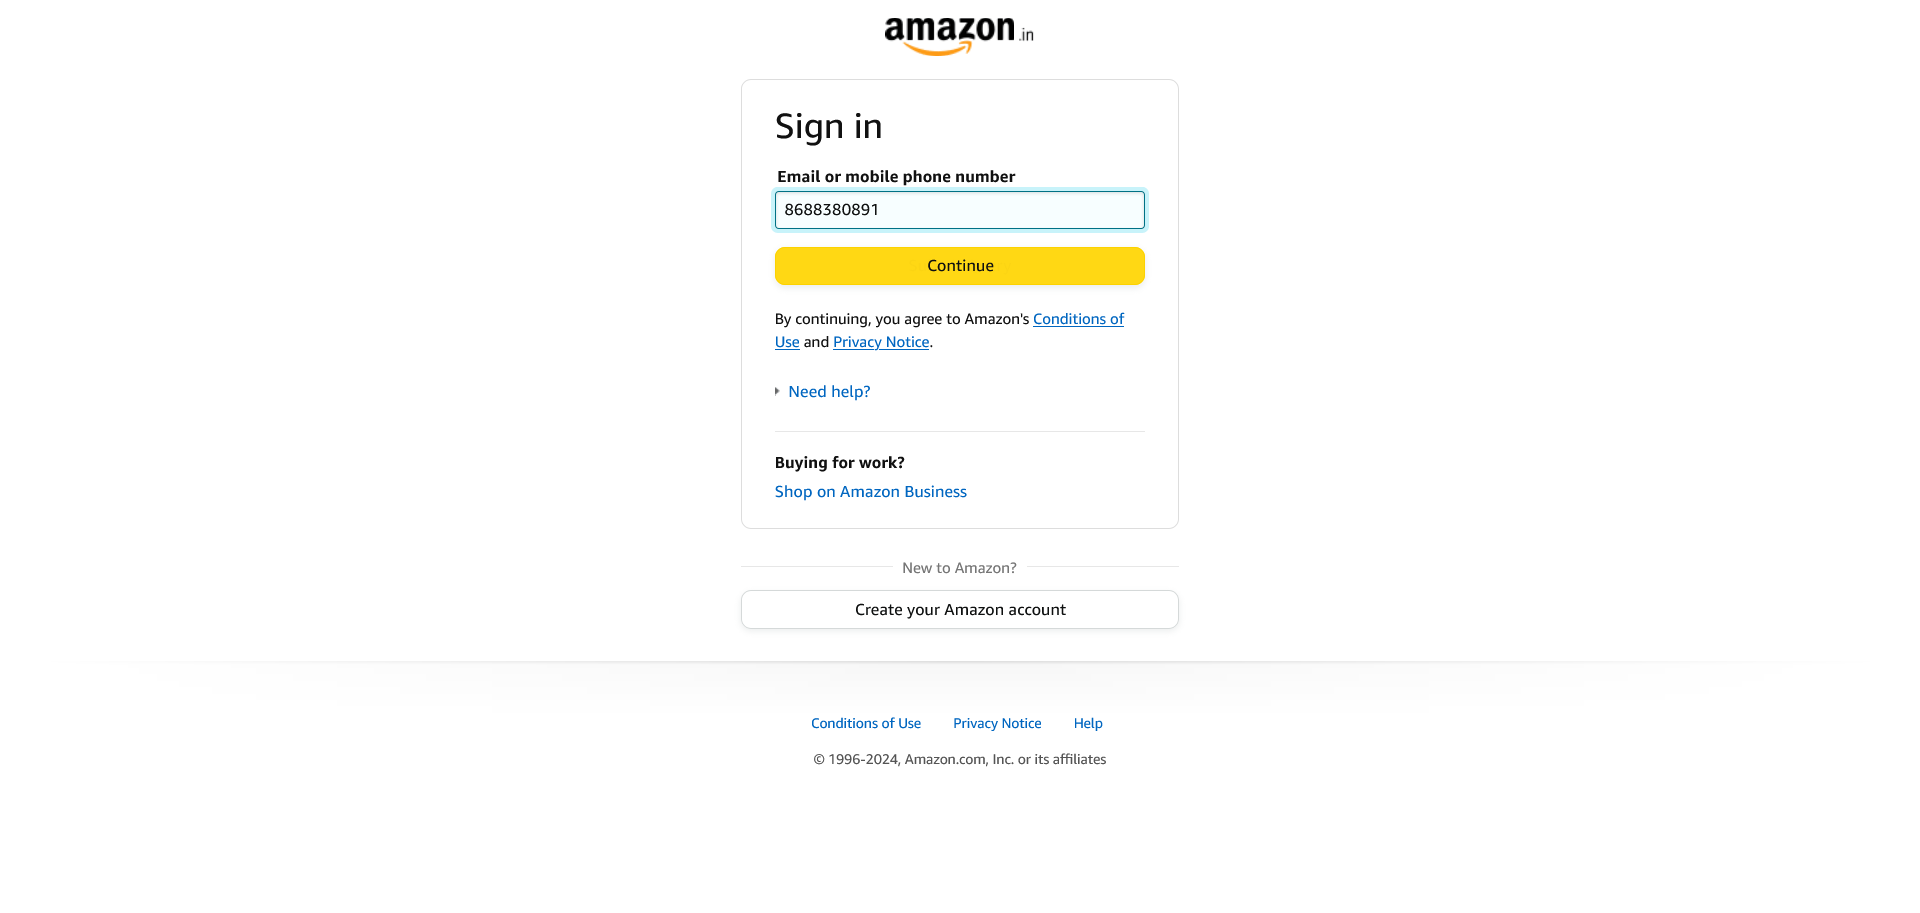 amazon.in
Sign in
Email or mobile phone number
8688380891
Continue
By continuing, you agree to Amazon's Conditions of
Use and Privacy Notice.
Need help?
Buying for work?
Shop on Amazon Business
New to Amazon?
Create your Amazon account
Conditions of Use Privacy Notice Help
© 1996-2024, Amazon.com, Inc. or its affiliates